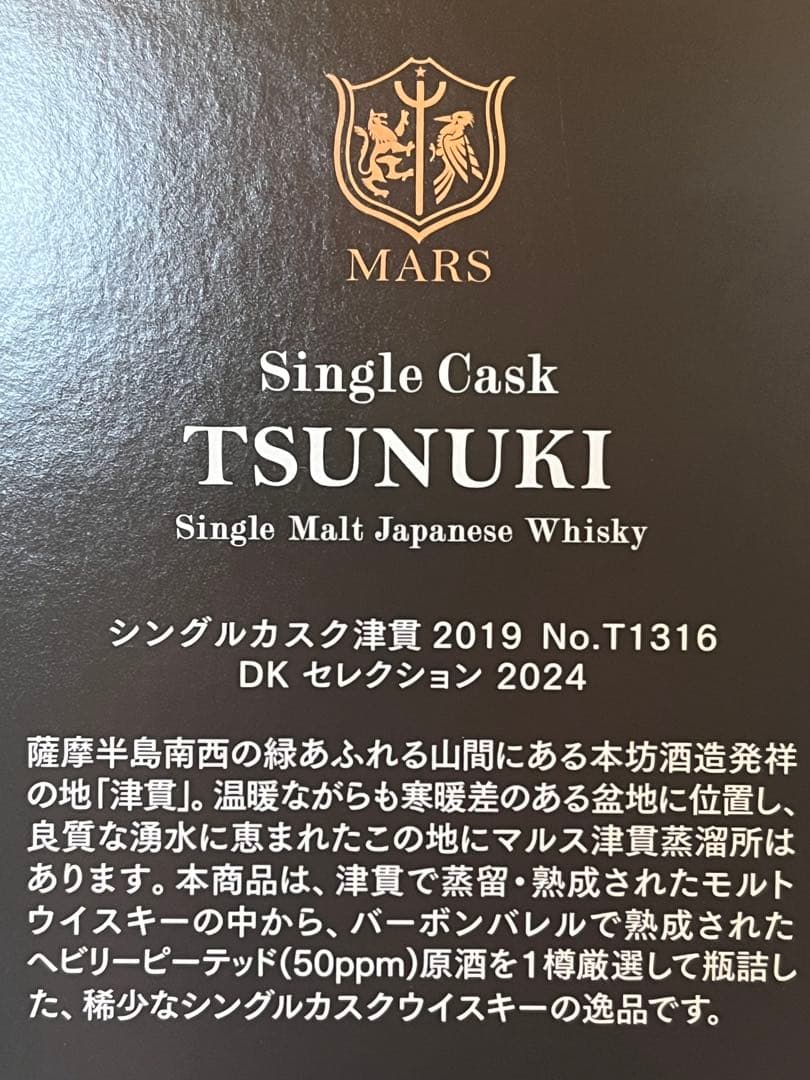 MARS
Single Cask
TSUNUKI
Single Malt Japanese Whisky
シングルカスク津貫 2019 No.T1316
DK セレクション 2024
薩摩半島南西の緑あふれる山間にある本坊酒造発祥
の地「津貫」。温暖ながらも寒暖差のある盆地に位置し、
良質な湧水に恵まれたこの地にマルス津貫蒸溜所は
あります。本商品は、津貫で蒸留・熟成されたモルト
ウイスキーの中から、バーボンバレルで熟成された
ヘビリーピーテッド(50ppm)原酒を1樽厳選して瓶詰し
た、稀少なシングルカスクウイスキーの逸品です。